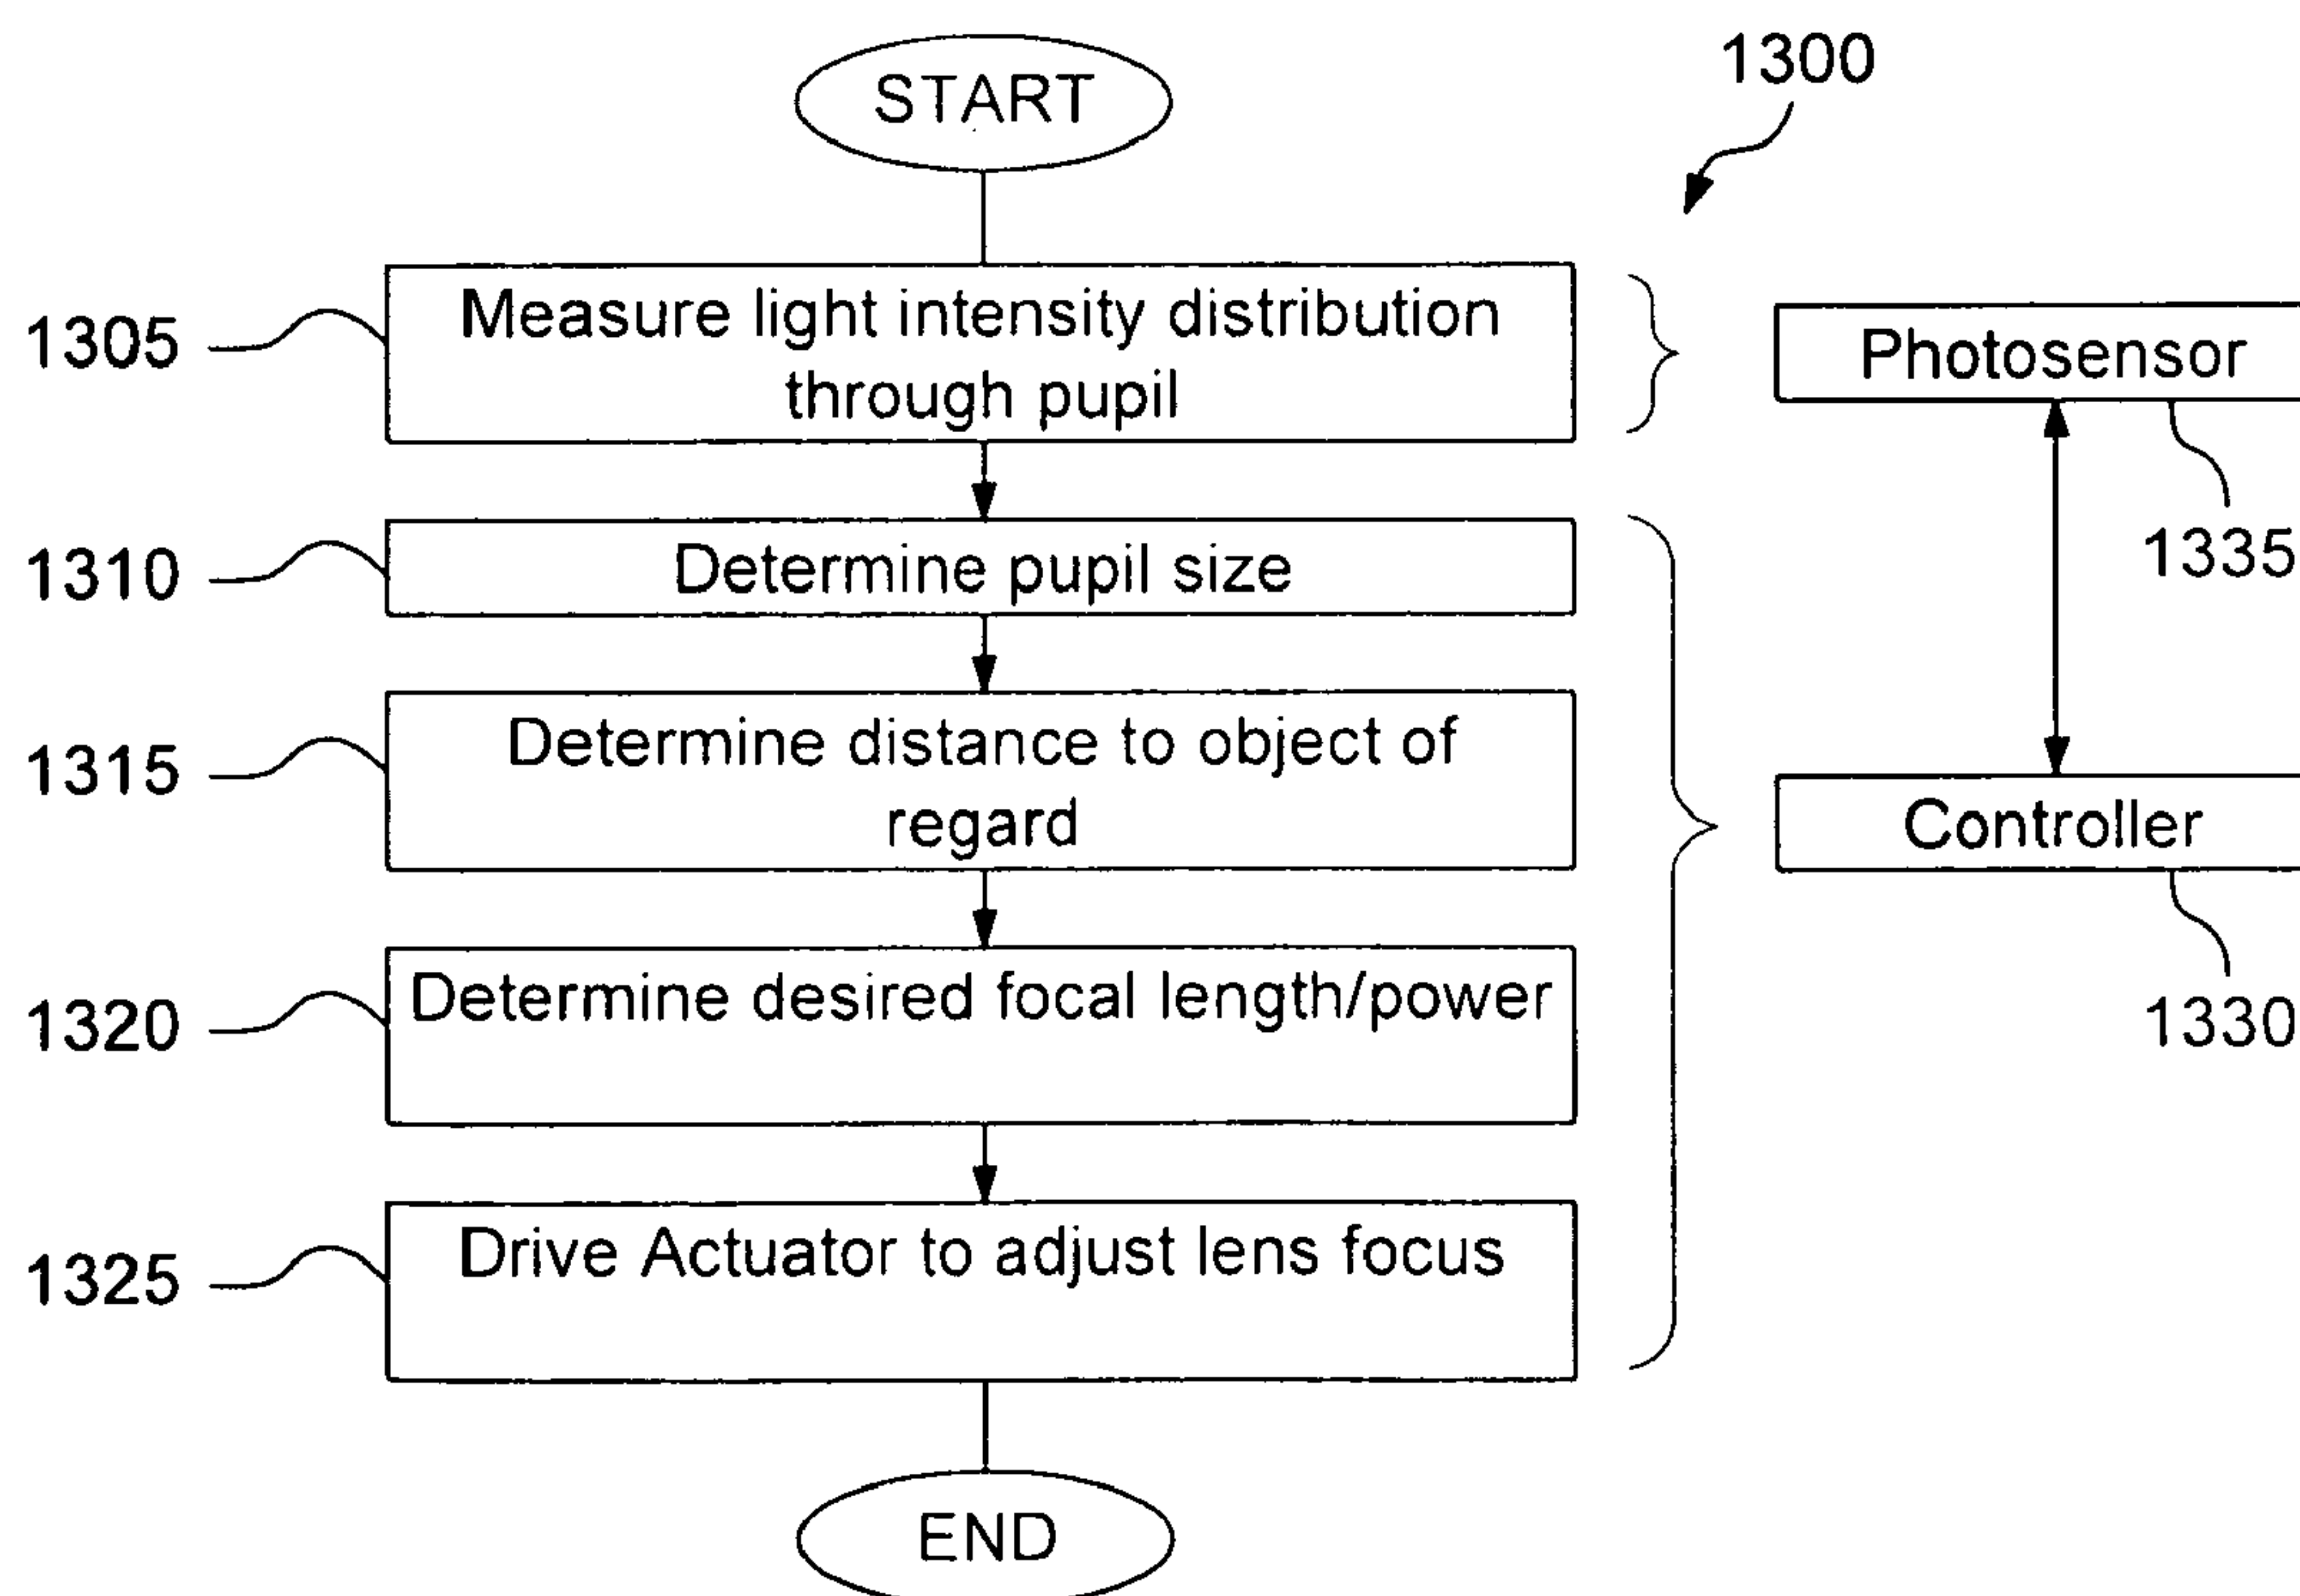 START
1300
1305
Measure light intensity distribution
through pupil
Photosensor
1335
1310
Determine pupil size
1315
Determine distance to object of
regard
Controller
1330
1320
Determine desired focal length/power
1325
Drive Actuator to adjust lens focus
END